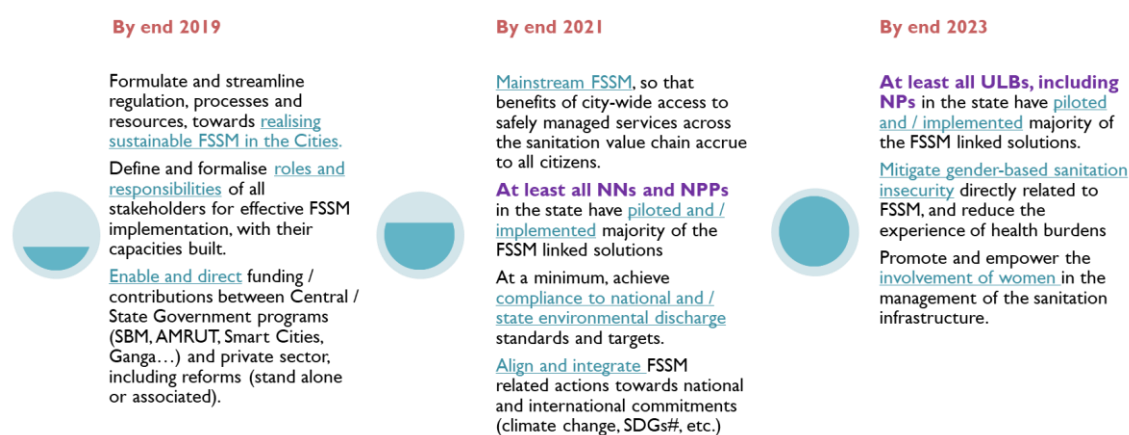 By end 2019
Formulate and streamline
regulation, processes and
resources, towards realising
sustainable FSSM in the Cities.
Define and formalise roles and
responsibilities of all
stakeholders for effective FSSM
implementation, with their
capacities built.
Enable and direct funding /
contributions between Central /
State Government programs
(SBM, AMRUT, Smart Cities,
Ganga…) and private sector,
including reforms (stand alone
or associated).
By end 2021
Mainstream FSSM, so that
benefits of city-wide access to
safely managed services across
the sanitation value chain accrue
to all citizens.
At least all NNs and NPPs
in the state have piloted and /
implemented majority of the
FSSM linked solutions
At a minimum, achieve
compliance to national and /
state environmental discharge
standards and targets.
Align and integrate FSSM
related actions towards national
and international commitments
(climate change, SDGs#, etc.)
By end 2023
At least all ULBs, including
NPs in the state have piloted
and / implemented majority of
the FSSM linked solutions.
Mitigate gender-based sanitation
insecurity directly related to
FSSM, and reduce the
experience of health burdens
Promote and empower the
involvement of women in the
management of the sanitation
infrastructure.